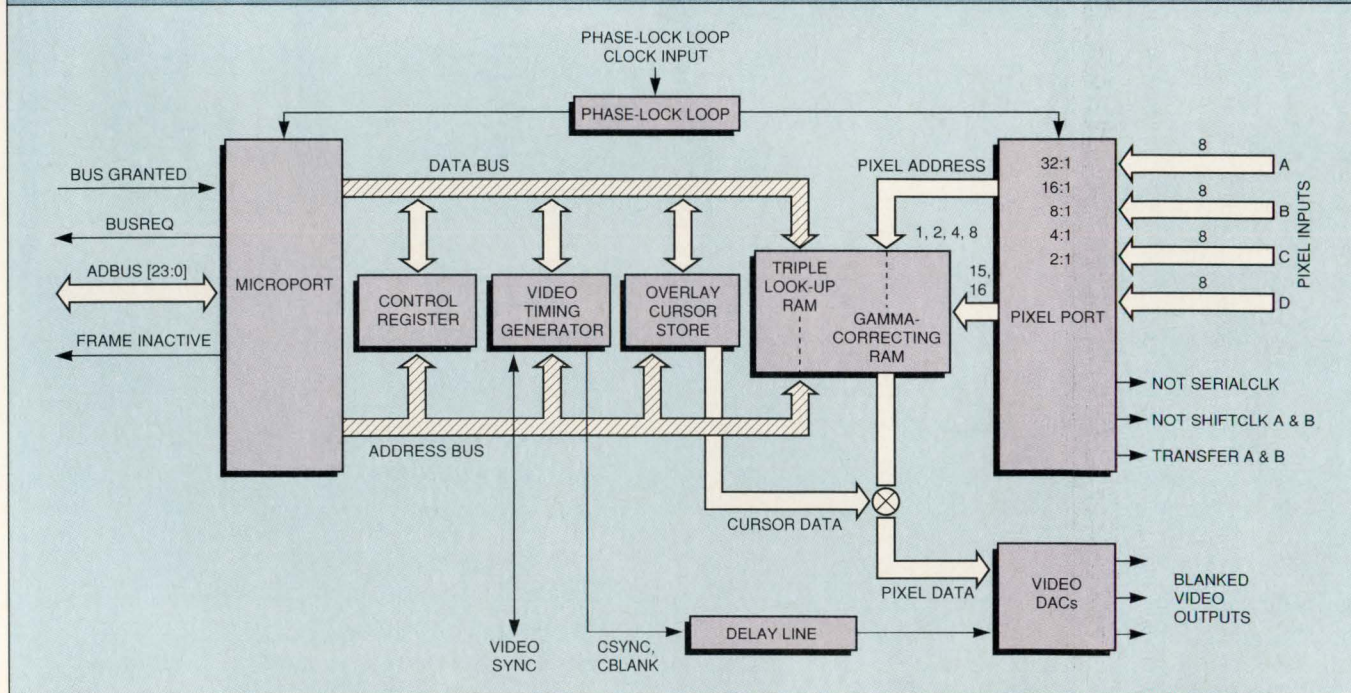 PHASE-LOCK LOOP
CLOCK INPUT
PHASE-LOCK LOOP
BUS GRANTED
BUSREQ
ADBUS [23:0]
FRAME INACTIVE
MICROPORT
DATA BUS
CONTROL
REGISTER
VIDEO
TIMING
GENERATOR
OVERLAY
CURSOR
STORE
ADDRESS BUS
PIXEL ADDRESS
1, 2, 4, 8
TRIPLE
LOOK-UP
RAM
GAMMA-
CORRECTING
RAM
15,
16
32:1
16:1
8:1
4:1
2:1
PIXEL PORT
8
A
8
B
8
C
8
D
PIXEL INPUTS
NOT SERIALCLK
NOT SHIFTCLK A & B
TRANSFER A & B
CURSOR DATA
PIXEL DATA
VIDEO
DACs
BLANKED
VIDEO
OUTPUTS
VIDEO
SYNC
CSYNC,
CBLANK
DELAY LINE